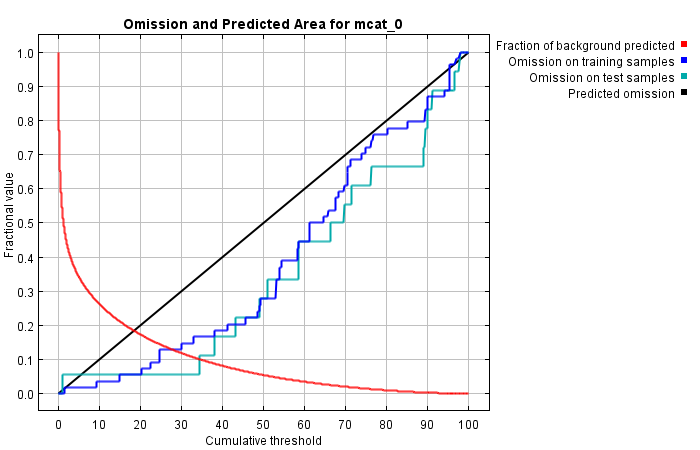 Omission and Predicted Area for mcat_0
Fraction of background predicted
Omission on training samples
Omission on test samples
Predicted omission
Fractional value
1.0
0.9
0.8
0.7
0.6
0.5
0.4
0.3
0.2
0.1
0.0
0 10 20 30 40 50 60 70 80 90 100
Cumulative threshold